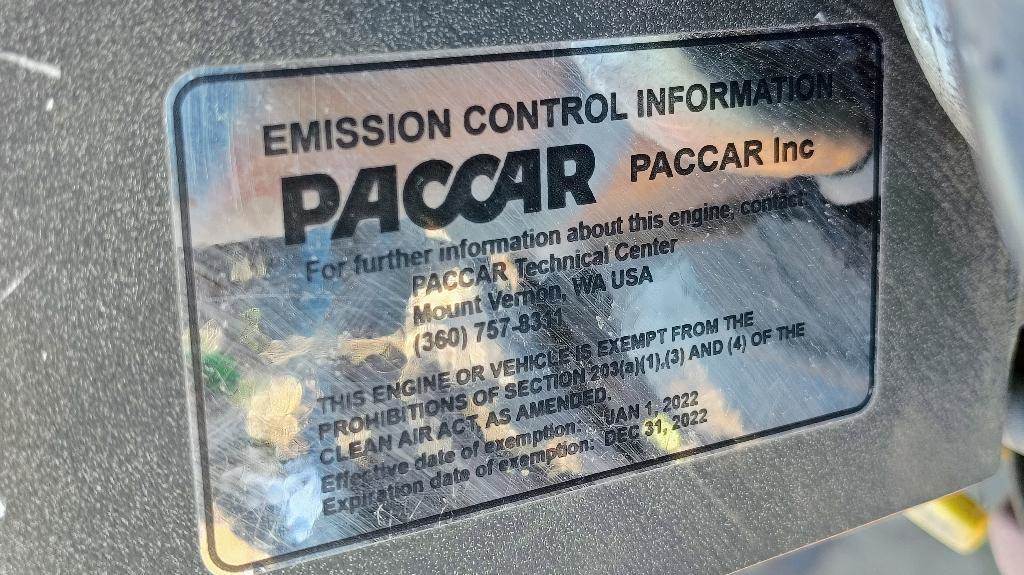 EMISSION CONTROL INFORMATION
PACCAR PACCAR Inc
For further information about this engine, contact
PACCAR Technical Center
Mount Vernon, WA USA
(360) 757-8311
THIS ENGINE OR VEHICLE IS EXEMPT FROM THE
PROHIBITIONS OF SECTION 203(a)(1),(3) AND (4) OF THE
CLEAN AIR ACT, AS AMENDED.
Effective date of exemption: JAN 1, 2022
Expiration date of exemption: DEC 31, 2022